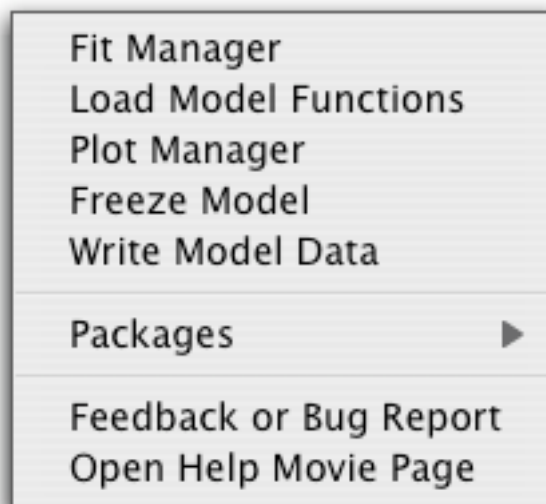 Fit Manager
Load Model Functions
Plot Manager
Freeze Model
Write Model Data
Packages
Feedback or Bug Report
Open Help Movie Page